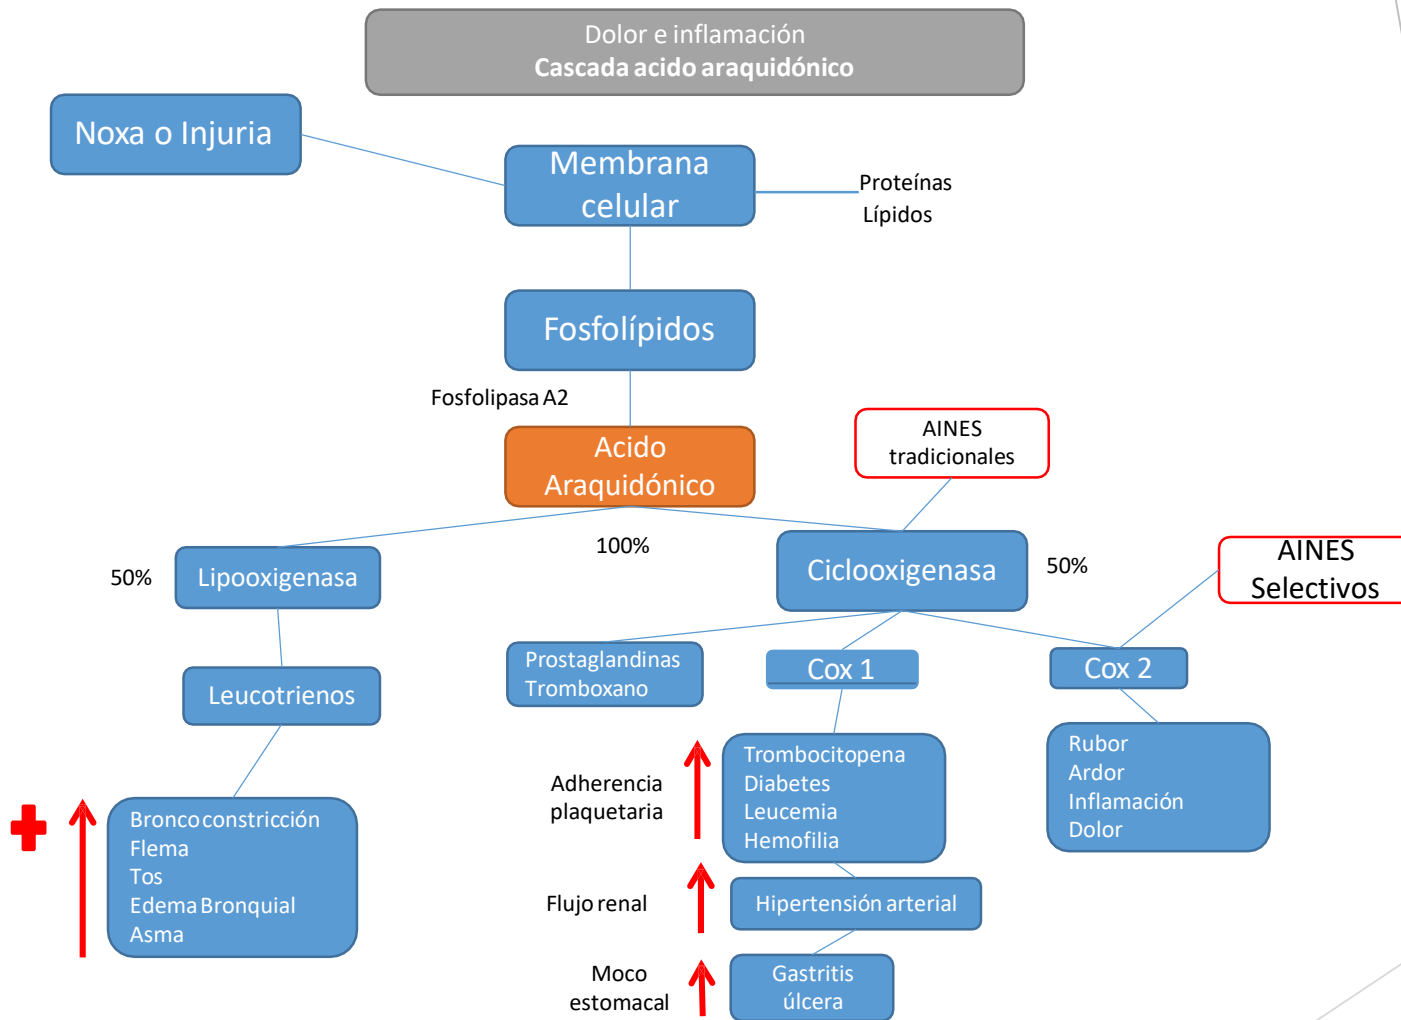 Dolor e inflamación
Cascada acido araquidónico
Noxa o Injuria
Membrana
celular
Proteínas
Lípidos
Fosfolípidos
Fosfolipasa A2
Acido
Araquidónico
AINES
tradicionales
100%
50%
Lipooxigenasa
Ciclooxigenasa
50%
AINES
Selectivos
Prostaglandinas
Tromboxano
Cox 1
Cox 2
Leucotrienos
Adherencia
plaquetaria
Trombocitopena
Diabetes
Leucemia
Hemofilia
Rubor
Ardor
Inflamación
Dolor
Bronco constricción
Flema
Tos
Edema Bronquial
Asma
Flujo renal
Hipertensión arterial
Moco
estomacal
Gastritis
úlcera